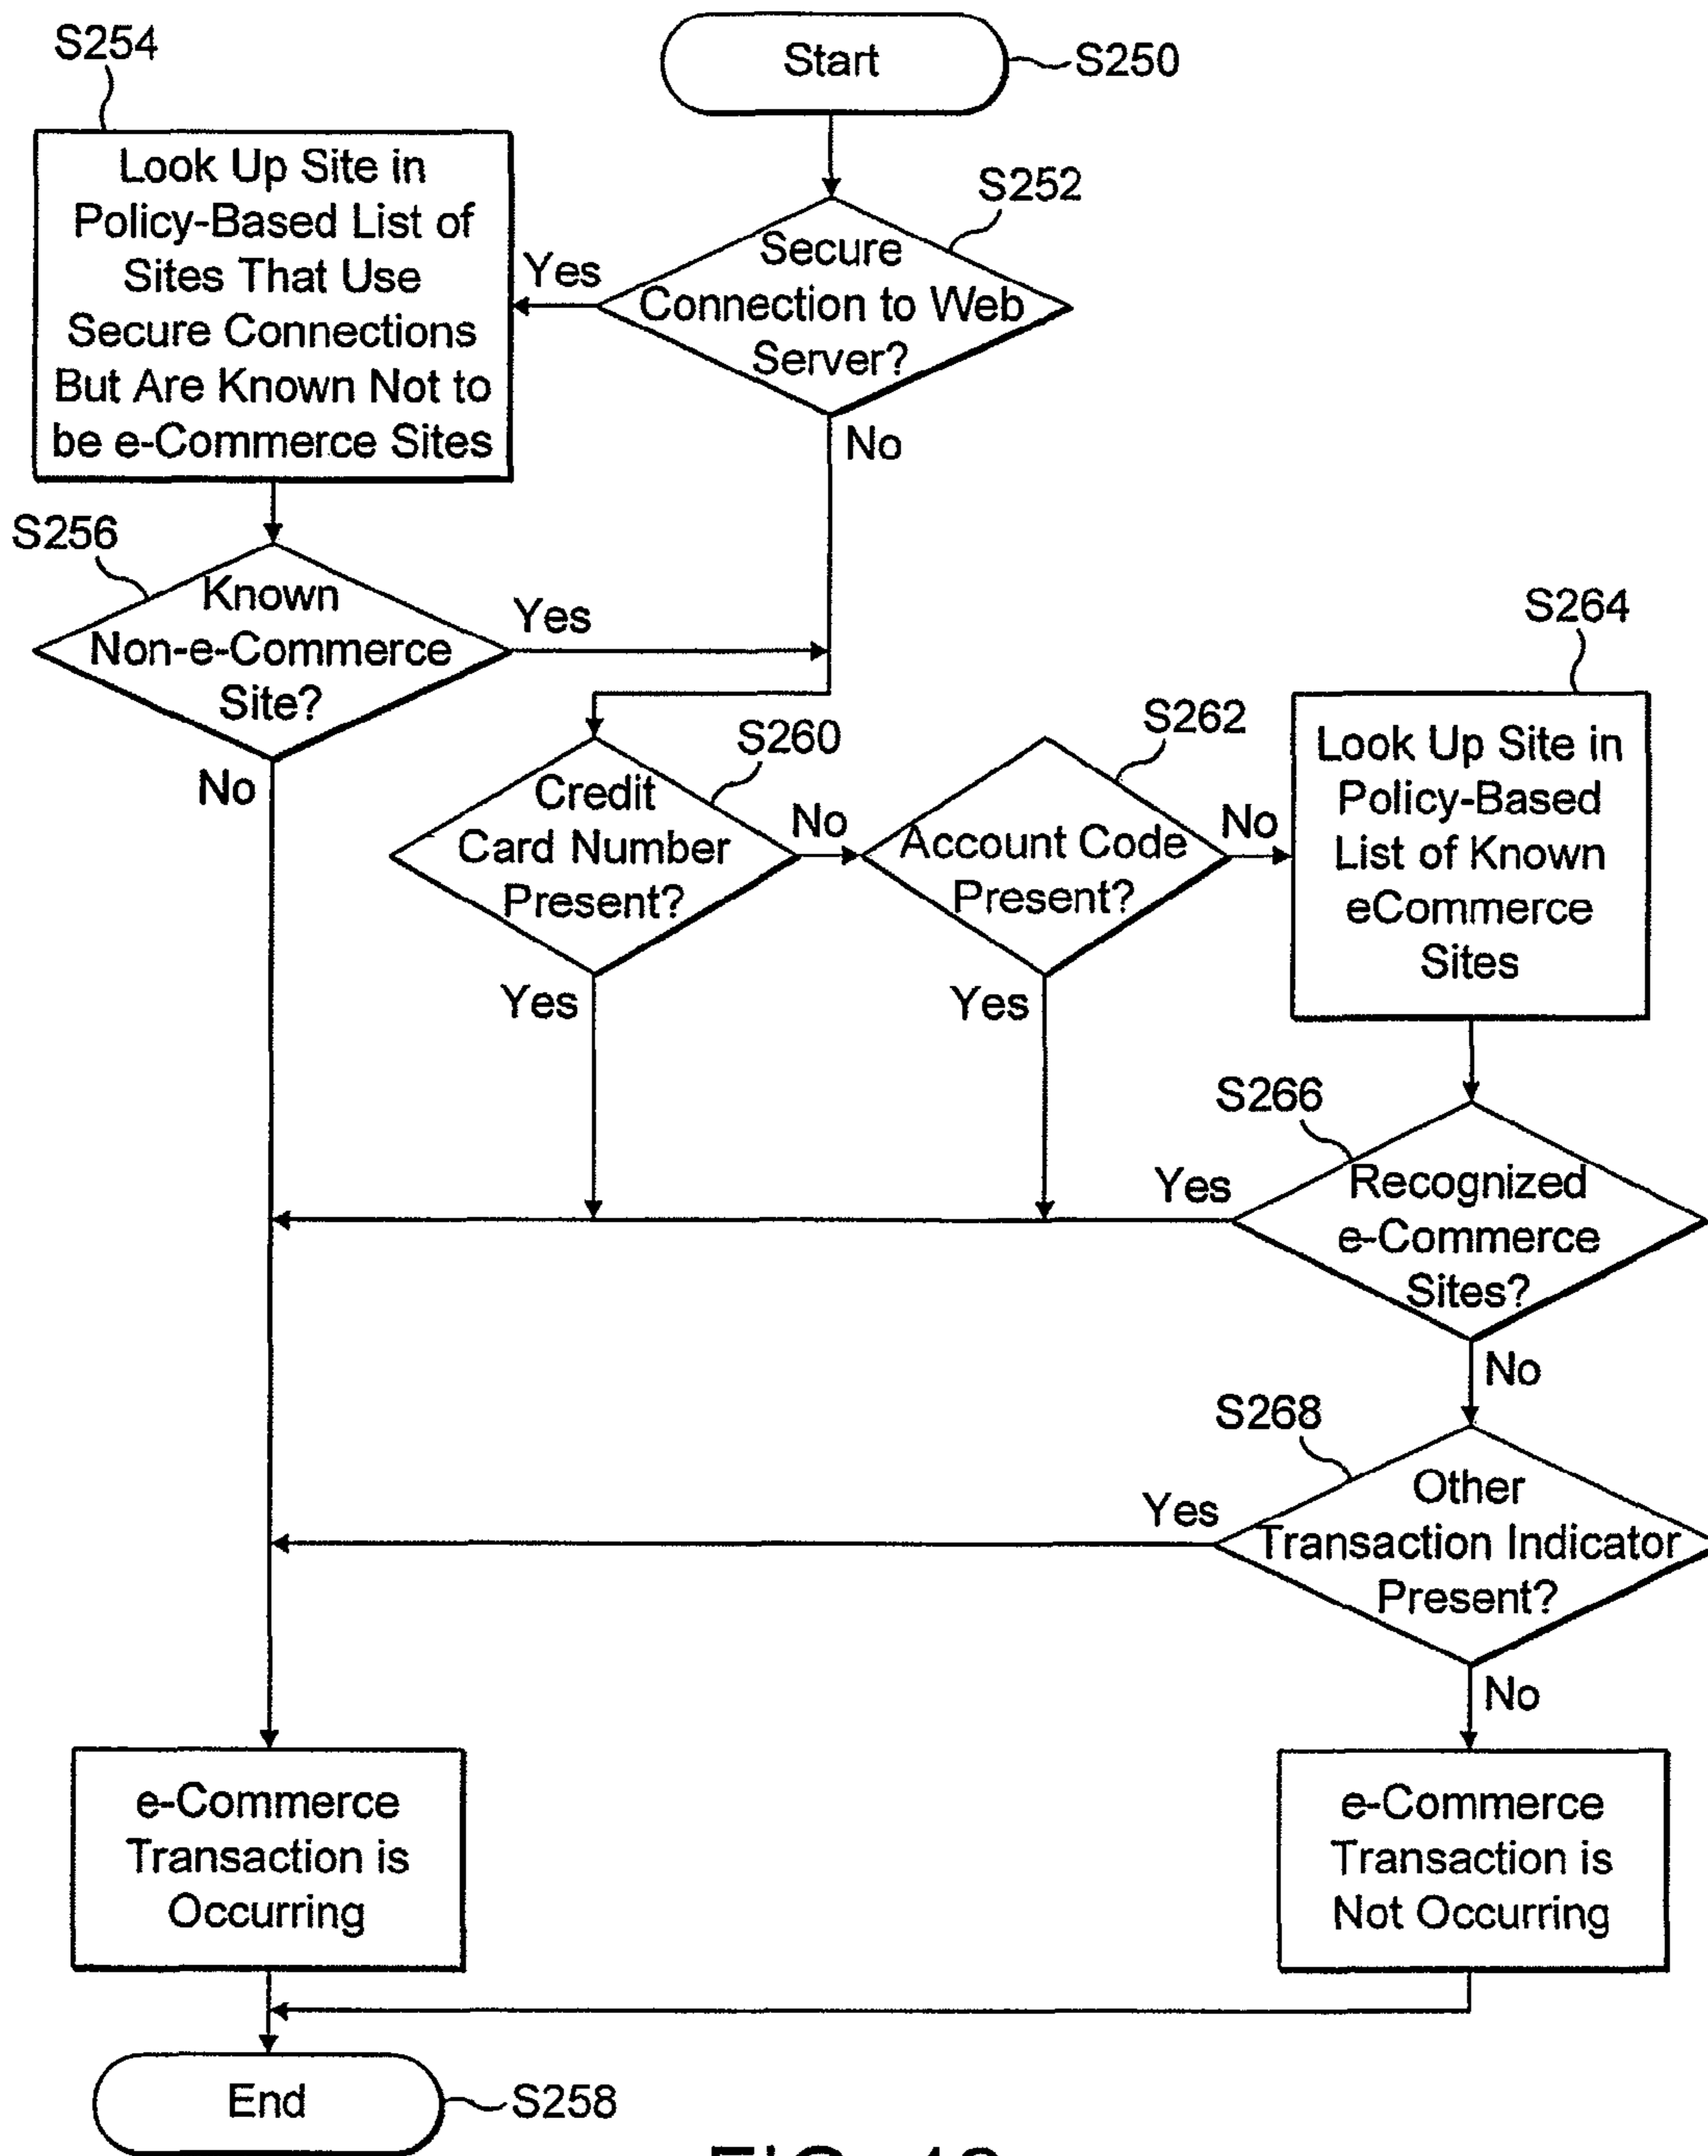 S254
Start
S250
Look Up Site in
Policy-Based List of
Sites That Use
Secure Connections
But Are Known Not to
be e-Commerce Sites
S252
Secure
Connection to Web
Server?
Yes
No
S256
Known
Non-e-Commerce
Site?
Yes
No
S260
Credit
Card Number
Present?
No
Yes
S262
Account Code
Present?
No
Yes
S264
Look Up Site in
Policy-Based
List of Known
eCommerce
Sites
S266
Recognized
e-Commerce
Sites?
Yes
No
S268
Other
Transaction Indicator
Present?
Yes
No
e-Commerce
Transaction is
Occurring
e-Commerce
Transaction is
Not Occurring
End
S258